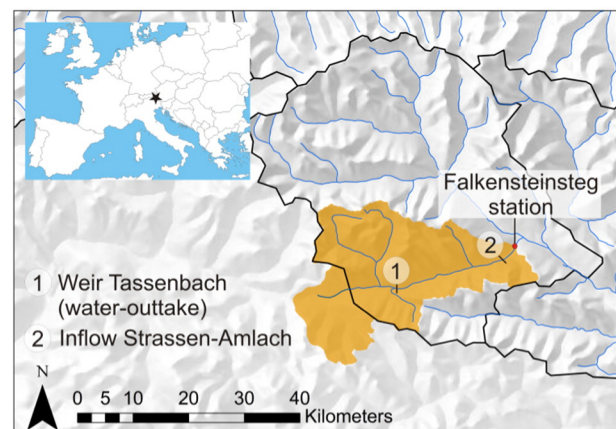 Falkensteinsteg
station
2
1
1 Weir Tassenbach
(water-outtake)
2 Inflow Strassen-Amlach
N
0 5 10 20 30 40
Kilometers